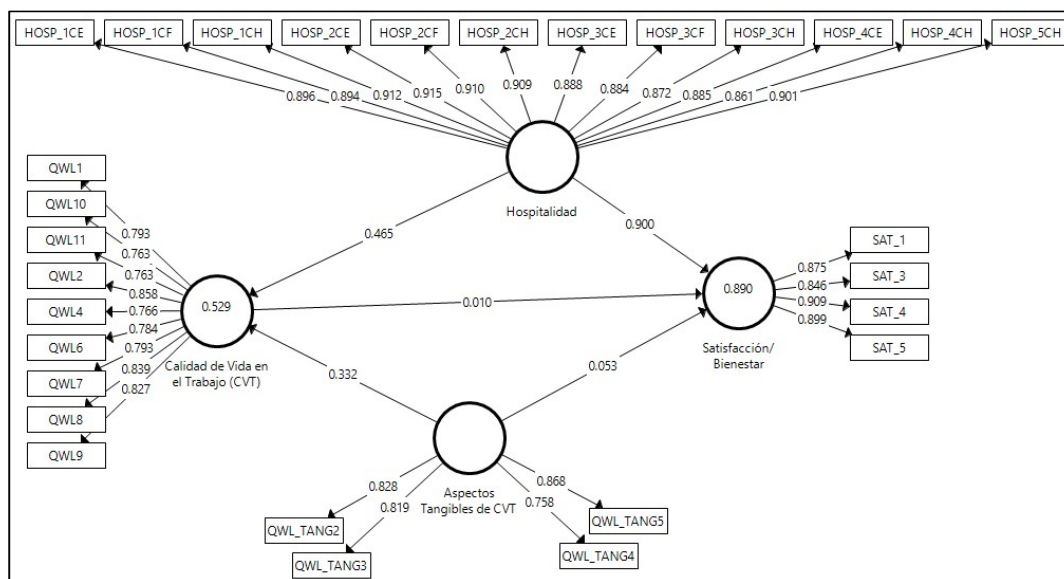 HOSP_1CE HOSP_1CF HOSP_1CH HOSP_2CE HOSP_2CF HOSP_2CH HOSP_3CE HOSP_3CF HOSP_3CH HOSP_4CE HOSP_4CH HOSP_5CH
0.896 0.894 0.912 0.915 0.910 0.909 0.888 0.884 0.872 0.885 0.861 0.901
Hospitalidad
0.465
0.900
QWL1
QWL10
QWL11
QWL2
QWL4
QWL6
QWL7
QWL8
QWL9
0.793
0.763
0.763
0.858
0.766
0.784
0.793
0.839
0.827
0.529
Calidad de Vida en
el Trabajo (CVT)
0.010
0.890
Satisfacción/
Bienestar
0.875
0.846
0.909
0.899
SAT_1
SAT_3
SAT_4
SAT_5
0.332
0.053
Aspectos
Tangibles de CVT
0.828
0.819
0.868
0.758
QWL_TANG2
QWL_TANG3
QWL_TANG5
QWL_TANG4